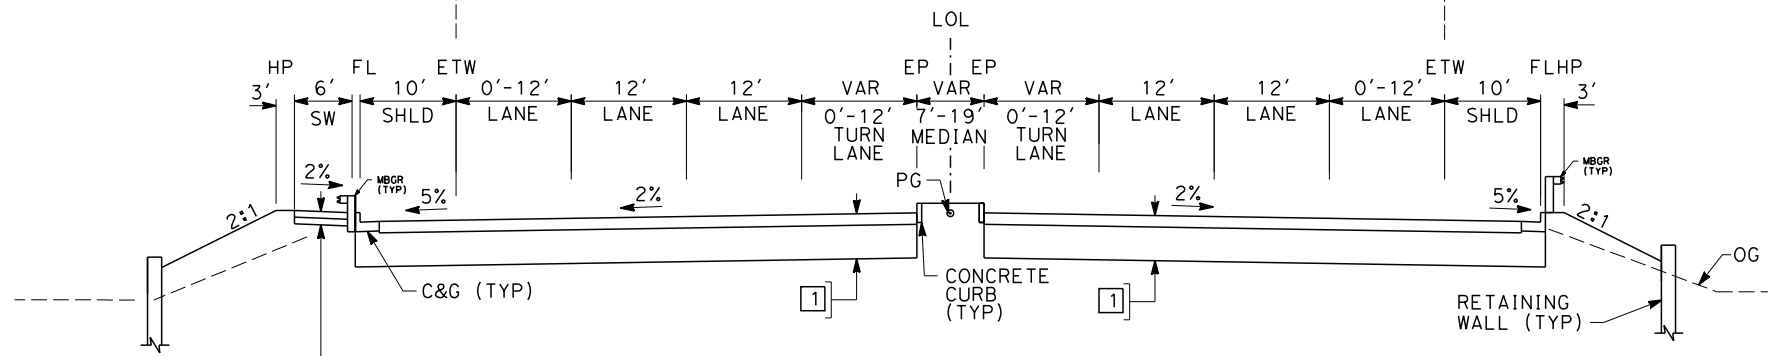 LOL
HP FL ETW EP EP ETW FL HP
3' 6' 10' 0'-12' 12' 12' VAR VAR VAR 12' 12' 0'-12' 10' 3'
SW SHLD LANE LANE LANE 0'-12' 7'-19' 0'-12' LANE LANE LANE SHLD
TURN MEDIAN TURN
LANE LANE
2% MBGR PG MBGR
(TYP) (TYP)
2:1 5% 2% 2% 5% 2:1
OG
CONCRETE
CURB
(TYP)
C&G (TYP)
1 1
RETAINING
WALL (TYP)